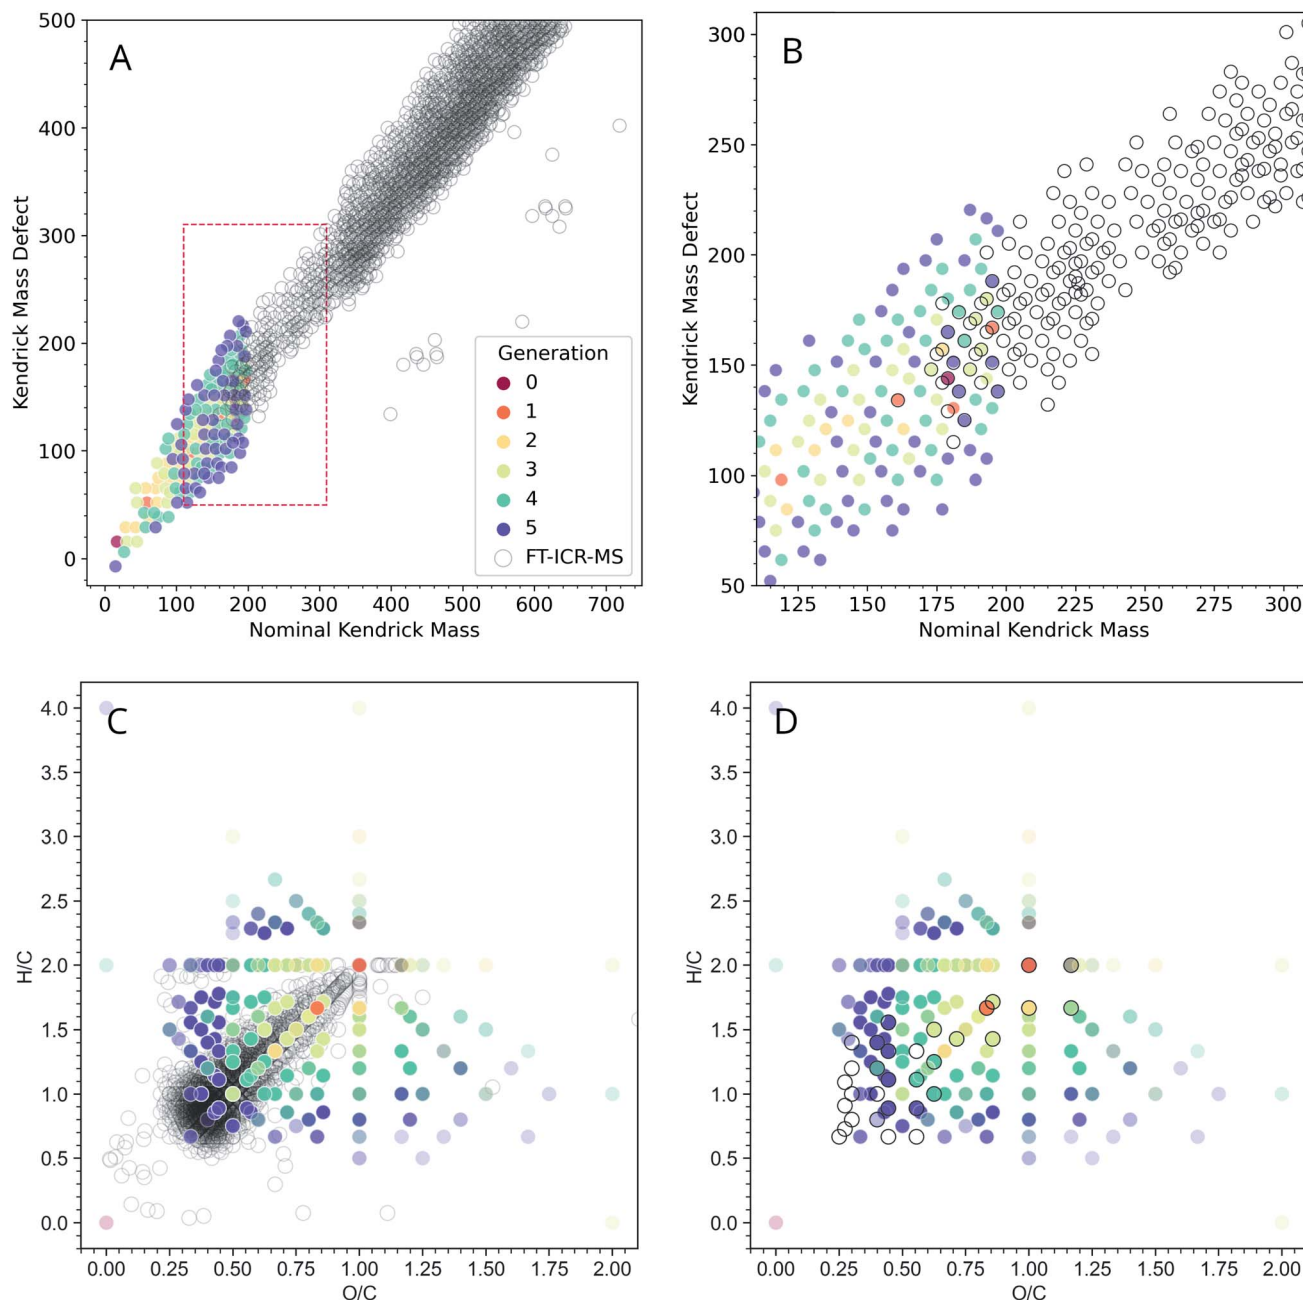 A
500
400
300
200
100
0
Kendrick Mass Defect
0 100 200 300 400 500 600 700
Nominal Kendrick Mass
Generation
0
1
2
3
4
5
FT-ICR-MS
B
300
250
200
150
100
50
Kendrick Mass Defect
125 150 175 200 225 250 275 300
Nominal Kendrick Mass
C
4.0
3.5
3.0
2.5
2.0
1.5
1.0
0.5
0.0
H/C
0.00 0.25 0.50 0.75 1.00 1.25 1.50 1.75 2.00
O/C
D
4.0
3.5
3.0
2.5
2.0
1.5
1.0
0.5
0.0
H/C
0.00 0.25 0.50 0.75 1.00 1.25 1.50 1.75 2.00
O/C